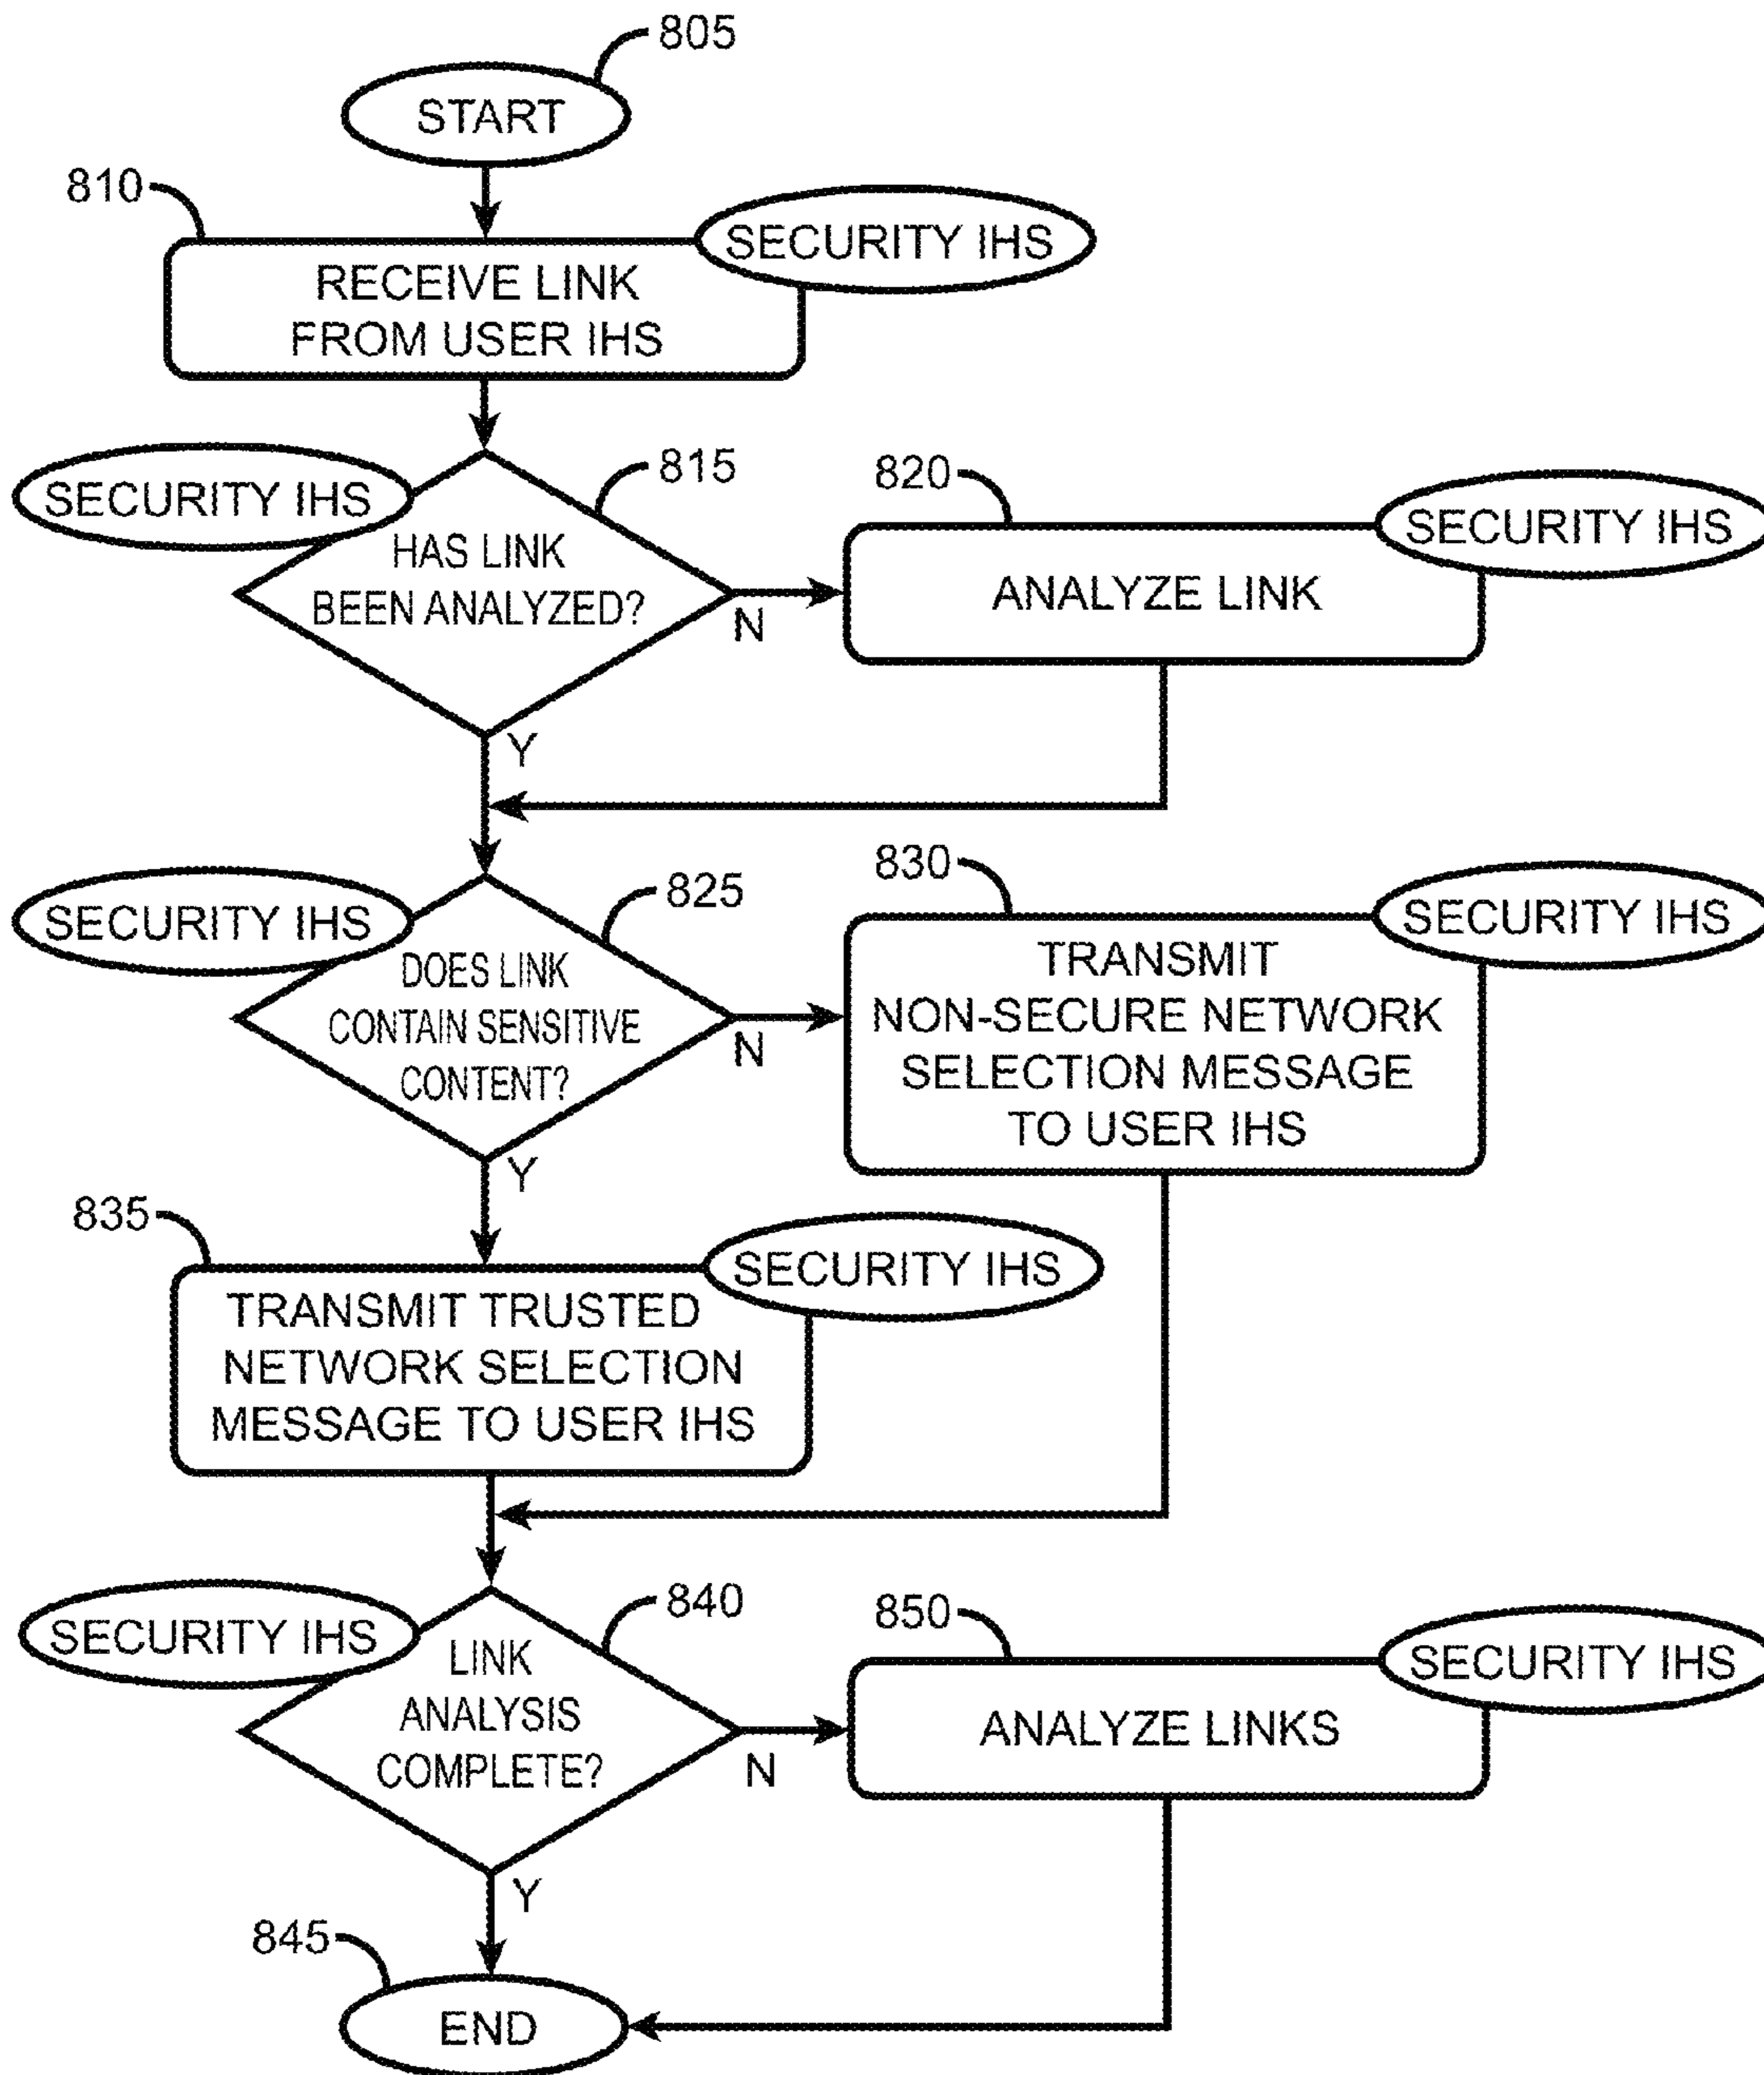 805
START
810
SECURITY IHS
RECEIVE LINK
FROM USER IHS
SECURITY IHS
815
HAS LINK
BEEN ANALYZED?
N
Y
820
SECURITY IHS
ANALYZE LINK
SECURITY IHS
825
DOES LINK
CONTAIN SENSITIVE
CONTENT?
N
Y
830
SECURITY IHS
TRANSMIT
NON-SECURE NETWORK
SELECTION MESSAGE
TO USER IHS
835
SECURITY IHS
TRANSMIT TRUSTED
NETWORK SELECTION
MESSAGE TO USER IHS
SECURITY IHS
840
LINK
ANALYSIS
COMPLETE?
N
Y
850
SECURITY IHS
ANALYZE LINKS
845
END